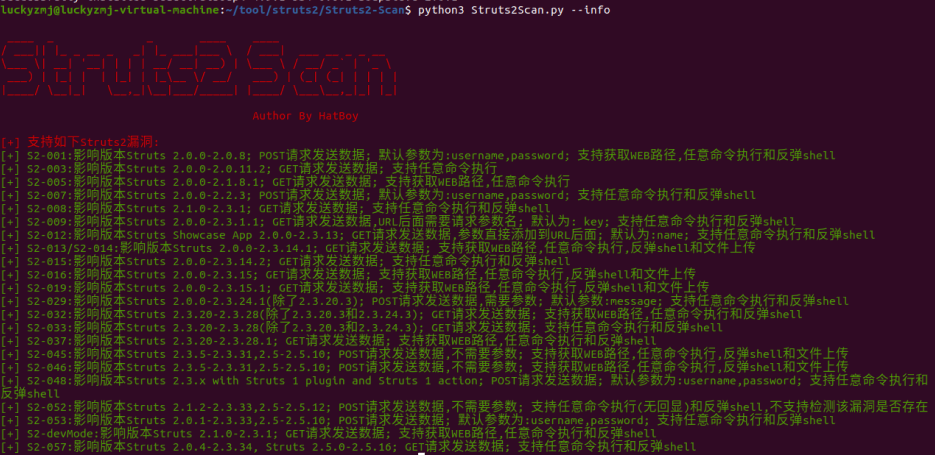 luckyzmj@luckyzmj-virtual-machine:~/tool/struts2/Struts2-Scan$ python3 Struts2Scan.py --info
Struts2 Scan
Author By HatBoy
[+] 支持如下Struts2漏洞:
[+] S2-001:影响版本Struts 2.0.0-2.0.8; POST请求发送数据; 默认参数为:username,password; 支持获取WEB路径,任意命令执行和反弹shell
[+] S2-003:影响版本Struts 2.0.0-2.0.11.2; GET请求发送数据; 支持任意命令执行
[+] S2-005:影响版本Struts 2.0.0-2.1.8.1; GET请求发送数据; 支持获取WEB路径,任意命令执行
[+] S2-007:影响版本Struts 2.0.0-2.2.3; POST请求发送数据; 默认参数为:username,password; 支持任意命令执行和反弹shell
[+] S2-008:影响版本Struts 2.1.0-2.3.1; GET请求发送数据; 支持任意命令执行和反弹shell
[+] S2-009:影响版本Struts 2.0.0-2.3.1.1; GET请求发送数据,URL后面需要请求参数名; 默认为: key; 支持任意命令执行和反弹shell
[+] S2-012:影响版本Struts Showcase App 2.0.0-2.3.13; GET请求发送数据,参数直接添加到URL后面; 默认为:name; 支持任意命令执行和反弹shell
[+] S2-013/S2-014:影响版本Struts 2.0.0-2.3.14.1; GET请求发送数据; 支持获取WEB路径,任意命令执行,反弹shell和文件上传
[+] S2-015:影响版本Struts 2.0.0-2.3.14.2; GET请求发送数据; 支持任意命令执行和反弹shell
[+] S2-016:影响版本Struts 2.0.0-2.3.15; GET请求发送数据; 支持获取WEB路径,任意命令执行,反弹shell和文件上传
[+] S2-019:影响版本Struts 2.0.0-2.3.15.1; GET请求发送数据; 支持获取WEB路径,任意命令执行,反弹shell和文件上传
[+] S2-029:影响版本Struts 2.0.0-2.3.24.1(除了2.3.20.3); POST请求发送数据,需要参数; 默认参数:message; 支持任意命令执行和反弹shell
[+] S2-032:影响版本Struts 2.3.20-2.3.28(除了2.3.20.3和2.3.24.3); GET请求发送数据; 支持获取WEB路径,任意命令执行和反弹shell
[+] S2-033:影响版本Struts 2.3.20-2.3.28(除了2.3.20.3和2.3.24.3); GET请求发送数据; 支持任意命令执行和反弹shell
[+] S2-037:影响版本Struts 2.3.20-2.3.28.1; GET请求发送数据; 支持获取WEB路径,任意命令执行和反弹shell
[+] S2-045:影响版本Struts 2.3.5-2.3.31,2.5-2.5.10; POST请求发送数据,不需要参数; 支持获取WEB路径,任意命令执行,反弹shell和文件上传
[+] S2-046:影响版本Struts 2.3.5-2.3.31,2.5-2.5.10; POST请求发送数据,不需要参数; 支持获取WEB路径,任意命令执行,反弹shell和文件上传
[+] S2-048:影响版本Struts 2.3.x with Struts 1 plugin and Struts 1 action; POST请求发送数据; 默认参数为:username,password; 支持任意命令执行和
反弹shell
[+] S2-052:影响版本Struts 2.1.2-2.3.33,2.5-2.5.12; POST请求发送数据,不需要参数; 支持任意命令执行(无回显)和反弹shell,不支持检测该漏洞是否存在
[+] S2-053:影响版本Struts 2.0.1-2.3.33,2.5-2.5.10; POST请求发送数据; 默认参数为:username,password; 支持任意命令执行和反弹shell
[+] S2-devMode:影响版本Struts 2.1.0-2.3.1; GET请求发送数据; 支持获取WEB路径,任意命令执行和反弹shell
[+] S2-057:影响版本Struts 2.0.4-2.3.34, Struts 2.5.0-2.5.16; GET请求发送数据; 支持任意命令执行和反弹shell